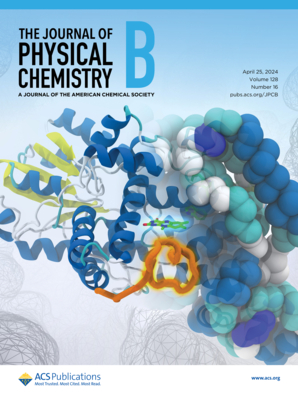 THE JOURNAL OF
PHYSICAL
CHEMISTRY B
A JOURNAL OF THE AMERICAN CHEMICAL SOCIETY
April 25, 2024
Volume 128
Number 16
pubs.acs.org/JPCB
ACS Publications
Most Trusted. Most Cited. Most Read.
www.acs.org